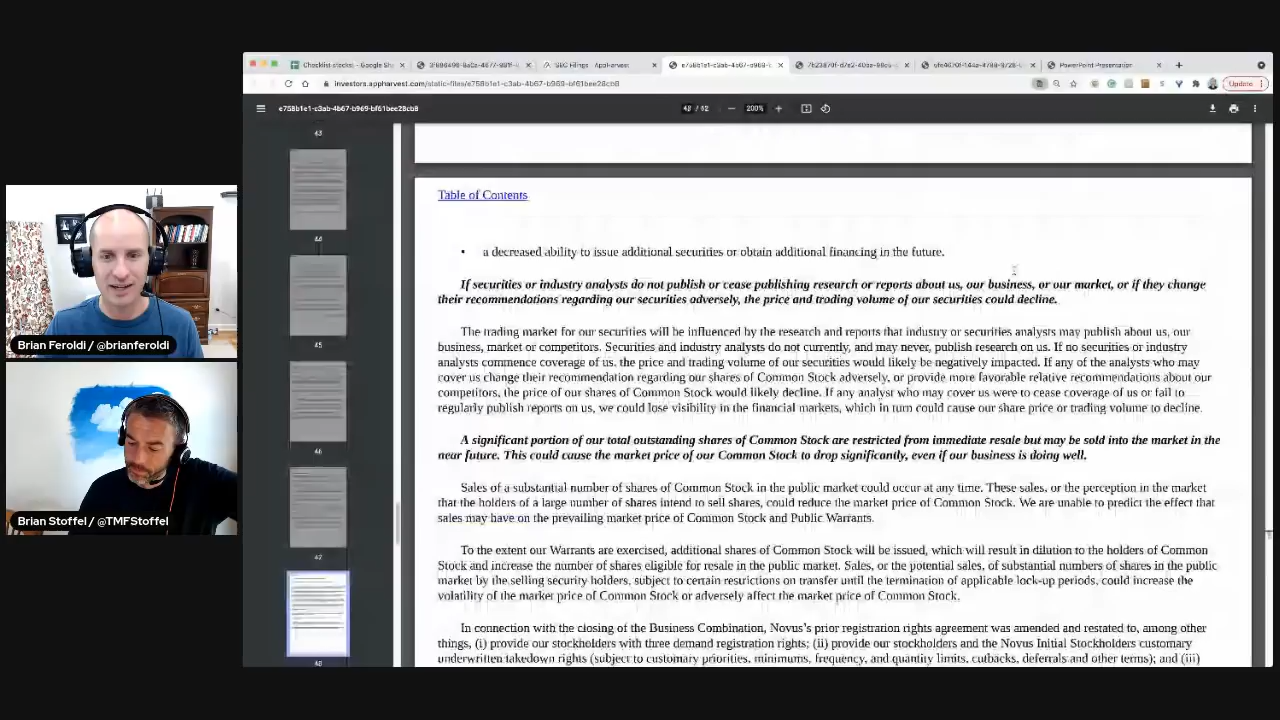 Checklist stocks - Google Sh
SEC Filings
PowerPoint Presentation
investors.appharvest.com/static-files/e758b1e1-c3ab-4b67-b969-bf61bee28cb8
Update
e758b1e1-c3ab-4b67-b969-bf61bee28cb8
200%
43
44
45
46
47
48
Table of Contents
• a decreased ability to issue additional securities or obtain additional financing in the future.
If securities or industry analysts do not publish or cease publishing research or reports about us, our business, or our market, or if they change
their recommendations regarding our securities adversely, the price and trading volume of our securities could decline.
The trading market for our securities will be influenced by the research and reports that industry or securities analysts may publish about us, our
business, market or competitors. Securities and industry analysts do not currently, and may never, publish research on us. If no securities or industry
analysts commence coverage of us, the price and trading volume of our securities would likely be negatively impacted. If any of the analysts who may
cover us change their recommendation regarding our shares of Common Stock adversely, or provide more favorable relative recommendations about our
competitors, the price of our shares of Common Stock would likely decline. If any analyst who may cover us were to cease coverage of us or fail to
regularly publish reports on us, we could lose visibility in the financial markets, which in turn could cause our share price or trading volume to decline.
A significant portion of our total outstanding shares of Common Stock are restricted from immediate resale but may be sold into the market in the
near future. This could cause the market price of our Common Stock to drop significantly, even if our business is doing well.
Sales of a substantial number of shares of Common Stock in the public market could occur at any time. These sales, or the perception in the market
that the holders of a large number of shares intend to sell shares, could reduce the market price of Common Stock. We are unable to predict the effect that
sales may have on the prevailing market price of Common Stock and Public Warrants.
To the extent our Warrants are exercised, additional shares of Common Stock will be issued, which will result in dilution to the holders of Common
Stock and increase the number of shares eligible for resale in the public market. Sales, or the potential sales, of substantial numbers of shares in the public
market by the selling security holders, subject to certain restrictions on transfer until the termination of applicable lock-up periods, could increase the
volatility of the market price of Common Stock or adversely affect the market price of Common Stock.
In connection with the closing of the Business Combination, Novus's prior registration rights agreement was amended and restated to, among other
things, (i) provide our stockholders with three demand registration rights; (ii) provide our stockholders and the Novus Initial Stockholders customary
underwritten takedown rights (subject to customary priorities, minimums, frequency, and quantity limits, cutbacks, deferrals and other terms); and (iii)
Brian Feroldi / @brianferoldi
Brian Stoffel / @TMFStoffel